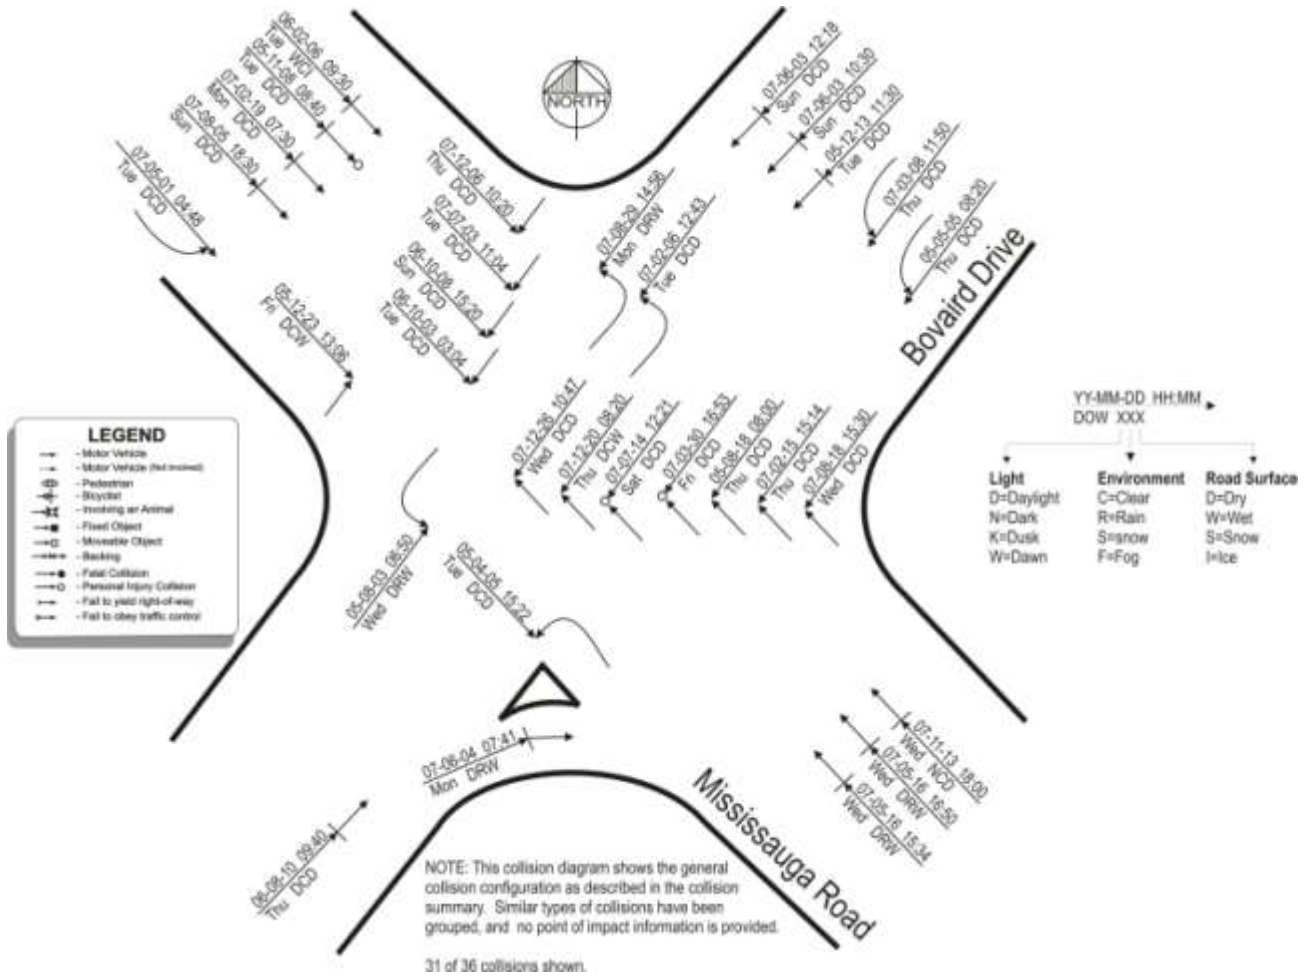 06-02-06 09:30
Tue WCI
05-11-08 08:40
Tue DCD
07-02-19 07:30
Mon DCD
07-08-05 18:30
Sun DCD
07-05-01 04:48
Tue DCD
NORTH
07-06-03 12:18
Sun DCD
07-06-03 10:30
Sun DCD
05-12-13 11:30
Tue DCD
07-03-08 11:50
Thu DCD
05-05-05 08:20
Thu DCD
Bovaird Drive
07-12-06 10:20
Thu DCD
07-07-03 11:04
Tue DCD
06-10-08 15:20
Sun DCD
06-10-03 03:04
Tue DCD
07-08-29 14:56
Mon DRW
07-02-06 12:43
Tue DCD
05-12-23 13:06
Fri DCW
YY-MM-DD HH:MM
DOW XXX
Light
D=Daylight
N=Dark
K=Dusk
W=Dawn
Environment
C=Clear
R=Rain
S=snow
F=Fog
Road Surface
D=Dry
W=Wet
S=Snow
I=Ice
LEGEND
- Motor Vehicle
- Motor Vehicle (Not Involved)
- Pedestrian
- Bicyclist
- Involving an Animal
- Fixed Object
- Moveable Object
- Backing
- Fatal Collision
- Personal Injury Collision
- Fail to yield right-of-way
- Fail to obey traffic control
07-12-26 10:47
Wed DCD
07-12-20 08:20
Thu DCW
07-07-14 12:21
Sat DCD
07-03-30 16:53
Fri DCD
05-08-18 08:00
Thu DCD
07-02-15 15:14
Thu DCD
07-08-18 15:30
Wed DCD
05-08-03 06:50
Wed DRW
05-04-05 15:22
Tue DCD
07-06-04 07:41
Mon DRW
06-08-10 09:40
Thu DCD
07-11-13 18:00
Wed NCD
07-05-16 16:50
Wed DRW
07-05-16 15:34
Wed DRW
Mississauga Road
NOTE: This collision diagram shows the general
collision configuration as described in the collision
summary. Similar types of collisions have been
grouped, and no point of impact information is provided.
31 of 36 collisions shown.